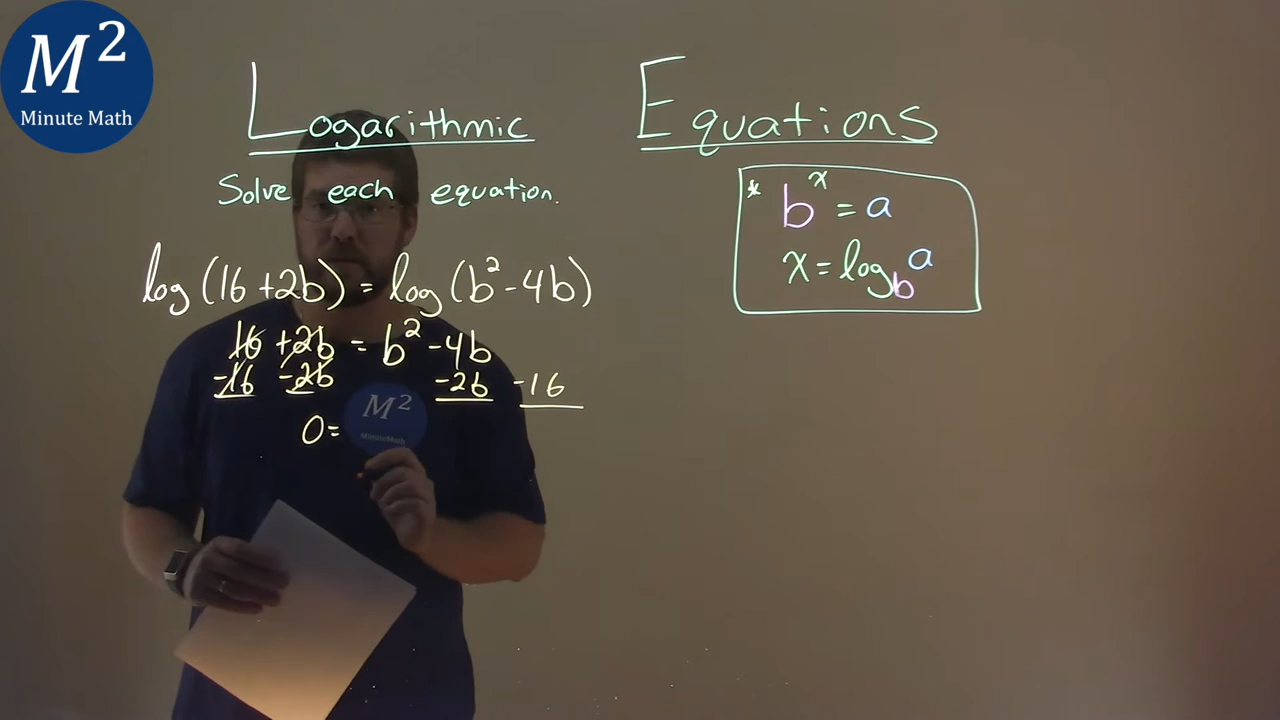 M²
Minute Math
Logarithmic Equations
Solve each equation.
* bˣ = a
x = log_b a
log(16+2b) = log(b²-4b)
16 +2b = b² -4b
-16 -2b -2b -16
0=
M²
MinuteMath